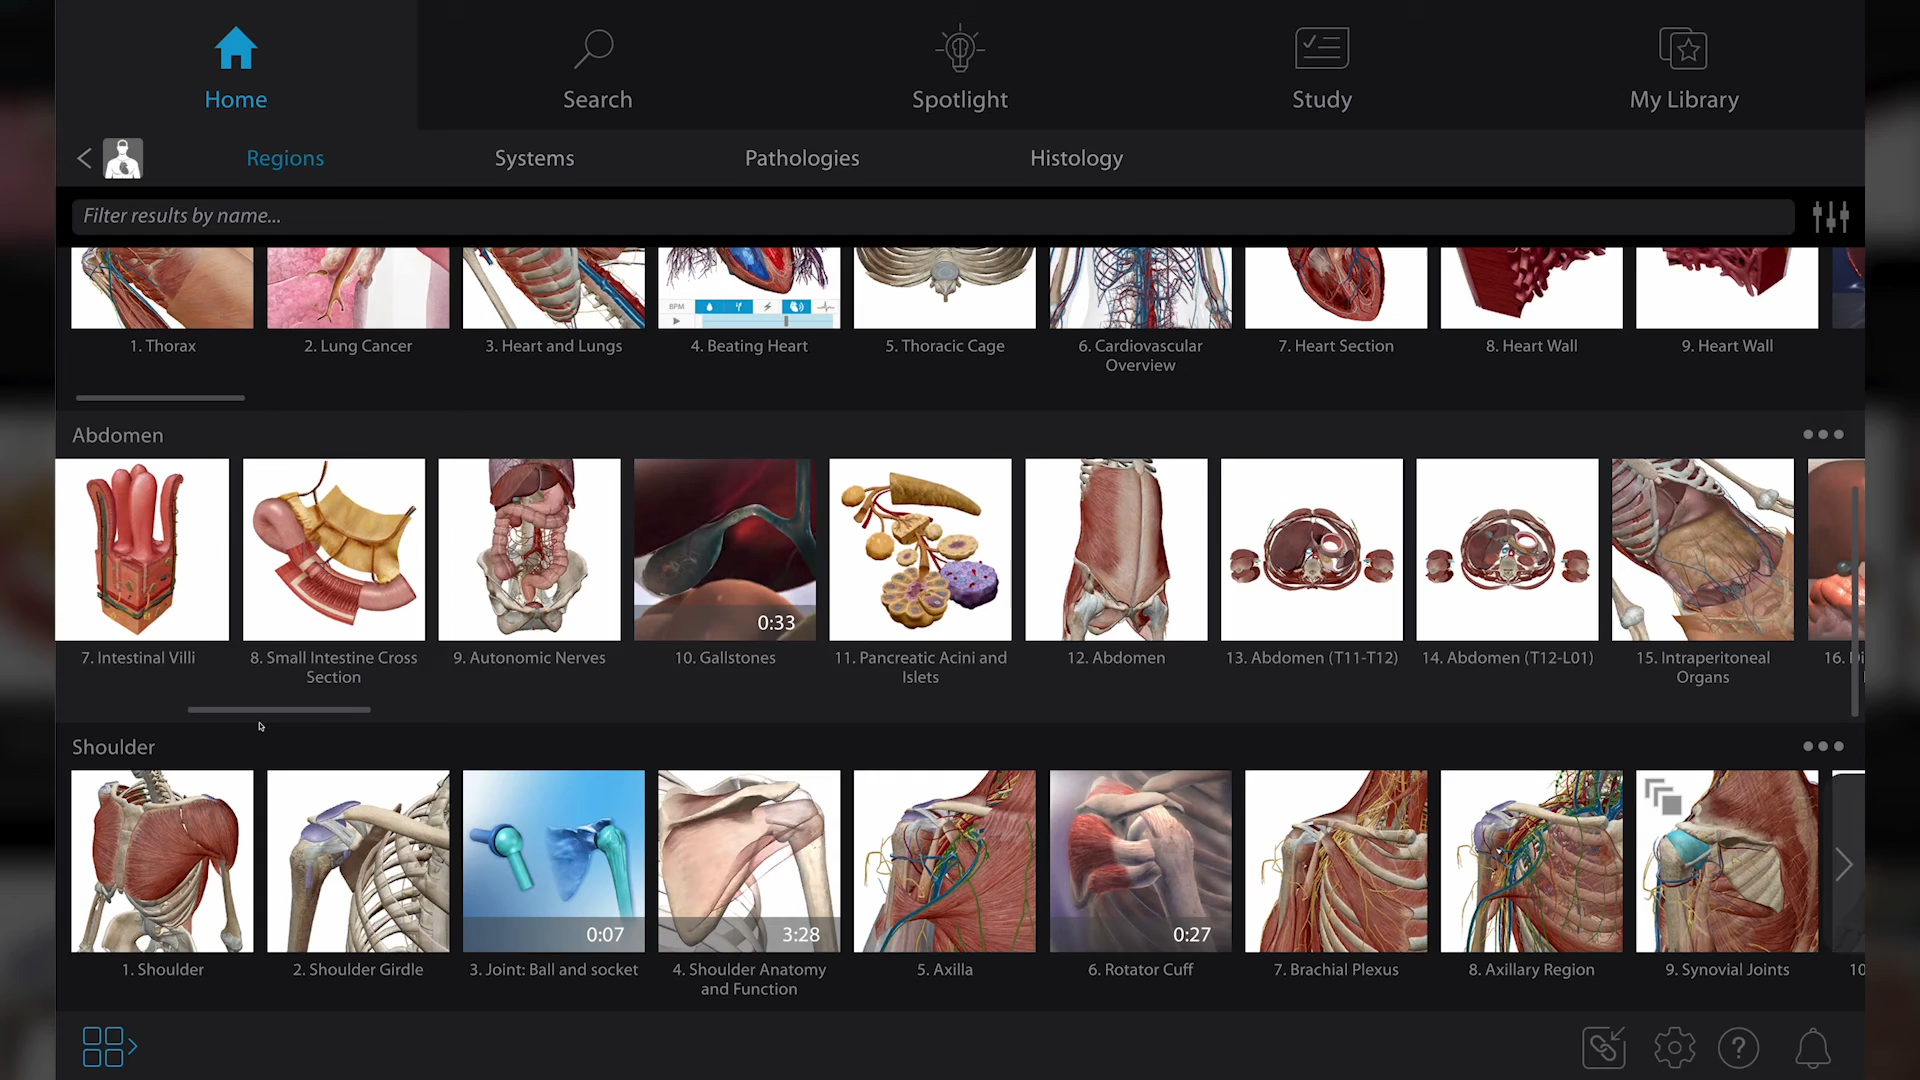 Home
Search
Spotlight
Study
My Library
Regions
Systems
Pathologies
Histology
Filter results by name...
BPM
1. Thorax
2. Lung Cancer
3. Heart and Lungs
4. Beating Heart
5. Thoracic Cage
6. Cardiovascular
Overview
7. Heart Section
8. Heart Wall
9. Heart Wall
Abdomen
0:33
7. Intestinal Villi
8. Small Intestine Cross
Section
9. Autonomic Nerves
10. Gallstones
11. Pancreatic Acini and
Islets
12. Abdomen
13. Abdomen (T11-T12)
14. Abdomen (T12-L01)
15. Intraperitoneal
Organs
16.
Shoulder
0:07
3:28
0:27
1. Shoulder
2. Shoulder Girdle
3. Joint: Ball and socket
4. Shoulder Anatomy
and Function
5. Axilla
6. Rotator Cuff
7. Brachial Plexus
8. Axillary Region
9. Synovial Joints
10